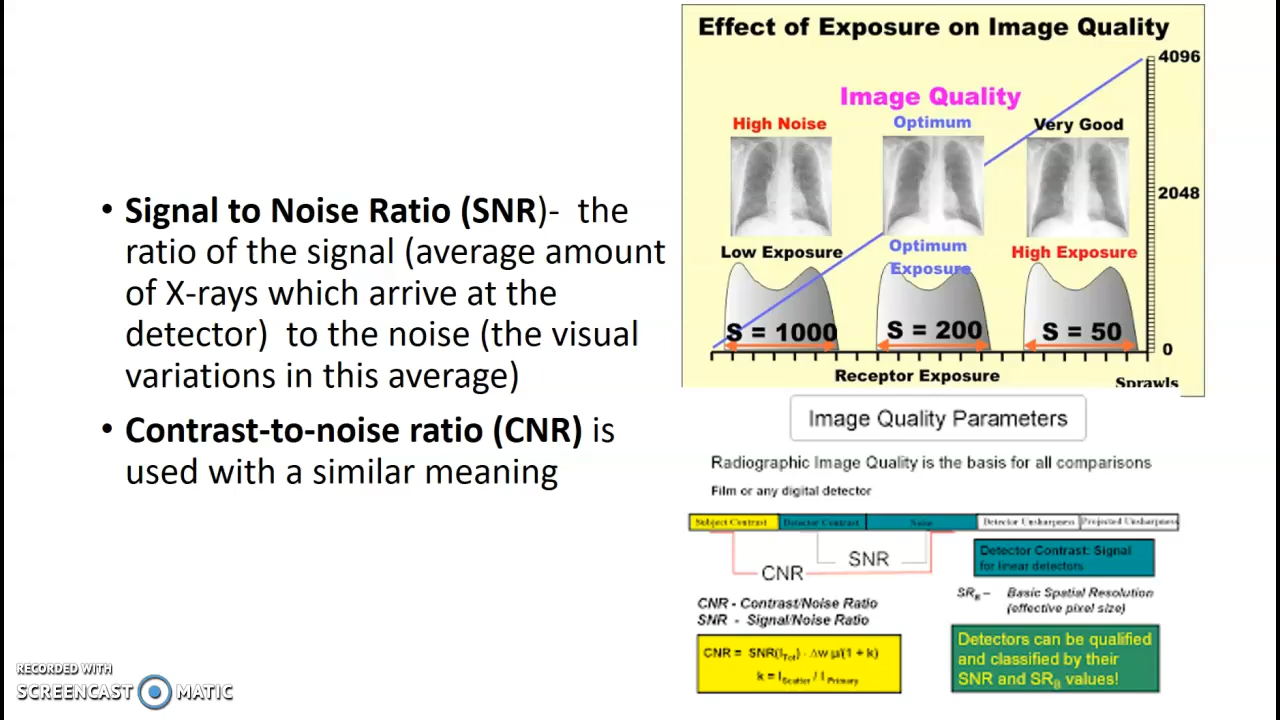 • Signal to Noise Ratio (SNR)- the
ratio of the signal (average amount
of X-rays which arrive at the
detector) to the noise (the visual
variations in this average)
• Contrast-to-noise ratio (CNR) is
used with a similar meaning
Effect of Exposure on Image Quality
4096
Image Quality
High Noise Optimum Very Good
2048
Low Exposure Optimum Exposure High Exposure
S = 1000 S = 200 S = 50
0
Receptor Exposure
Sprawls
Image Quality Parameters
Radiographic Image Quality is the basis for all comparisons
Film or any digital detector
Subject Contrast Detector Contrast Noise Detector Unsharpness Projected Unsharpness
SNR
CNR
Detector Contrast: Signal
for linear detectors
CNR - Contrast/Noise Ratio
SNR - Signal/Noise Ratio
SRB – Basic Spatial Resolution
(effective pixel size)
CNR = SNR(ITot) · Δw μ/(1 + k)
k = IScatter / IPrimary
Detectors can be qualified
and classified by their
SNR and SRB values!
RECORDED WITH
SCREENCAST MATIC